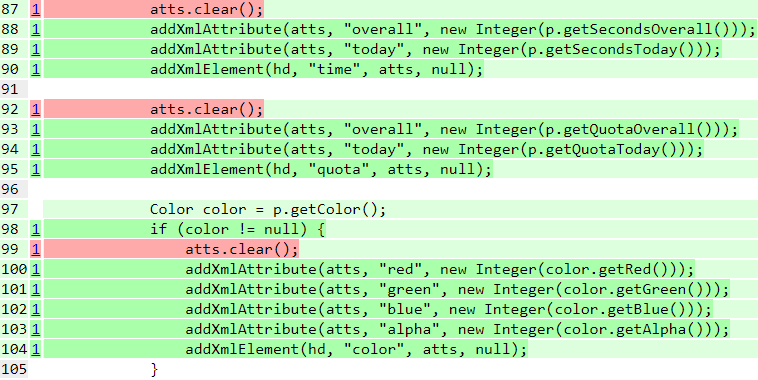 87 1 atts.clear();
88 1 addXmlAttribute(atts, "overall", new Integer(p.getSecondsOverall()));
89 1 addXmlAttribute(atts, "today", new Integer(p.getSecondsToday()));
90 1 addXmlElement(hd, "time", atts, null);
91
92 1 atts.clear();
93 1 addXmlAttribute(atts, "overall", new Integer(p.getQuotaOverall()));
94 1 addXmlAttribute(atts, "today", new Integer(p.getQuotaToday()));
95 1 addXmlElement(hd, "quota", atts, null);
96
97 Color color = p.getColor();
98 1 if (color != null) {
99 1 atts.clear();
100 1 addXmlAttribute(atts, "red", new Integer(color.getRed()));
101 1 addXmlAttribute(atts, "green", new Integer(color.getGreen()));
102 1 addXmlAttribute(atts, "blue", new Integer(color.getBlue()));
103 1 addXmlAttribute(atts, "alpha", new Integer(color.getAlpha()));
104 1 addXmlElement(hd, "color", atts, null);
105 }